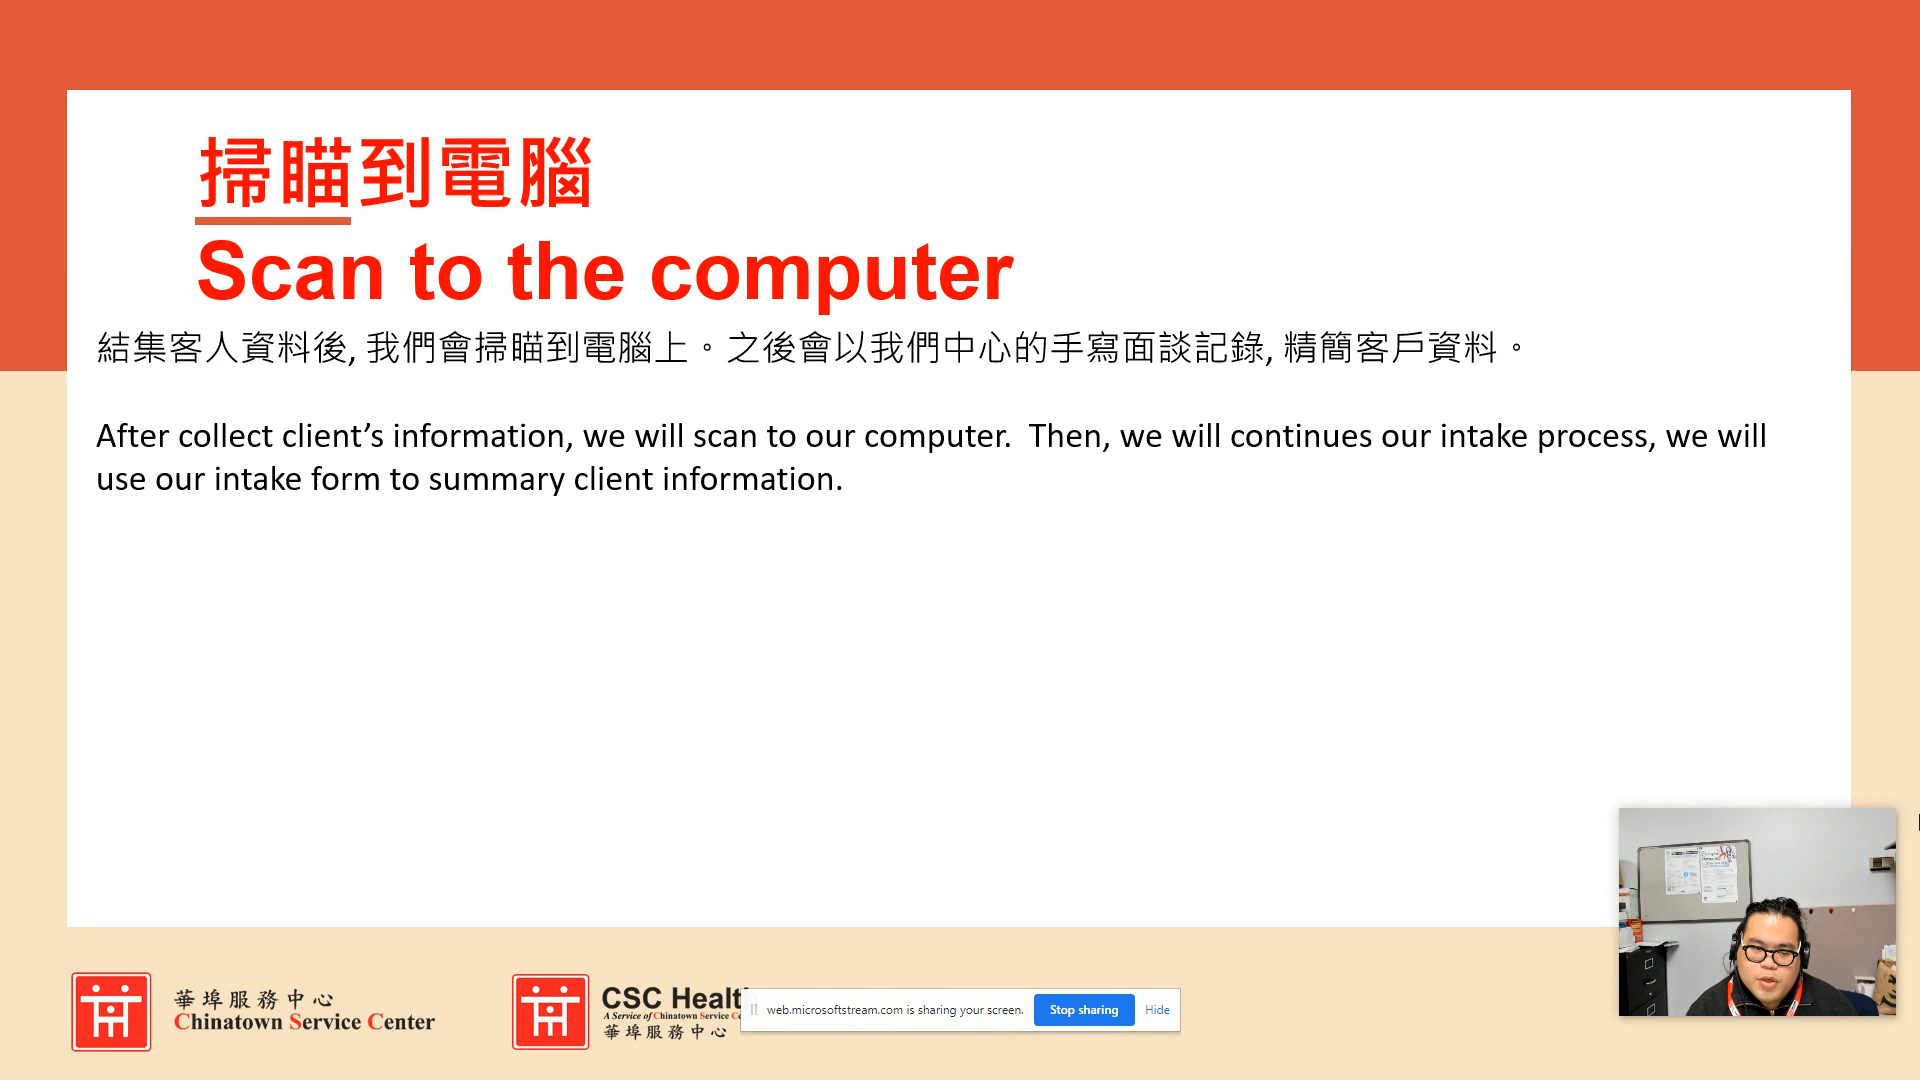 掃瞄到電腦
Scan to the computer
結集客人資料後, 我們會掃瞄到電腦上。之後會以我們中心的手寫面談記錄, 精簡客戶資料。
After collect client’s information, we will scan to our computer.  Then, we will continues our intake process, we will
use our intake form to summary client information.
華埠服務中心
Chinatown Service Center
CSC Health
A Service of Chinatown Service
華埠服務中心
web.microsoftstream.com is sharing your screen.
Stop sharing
Hide